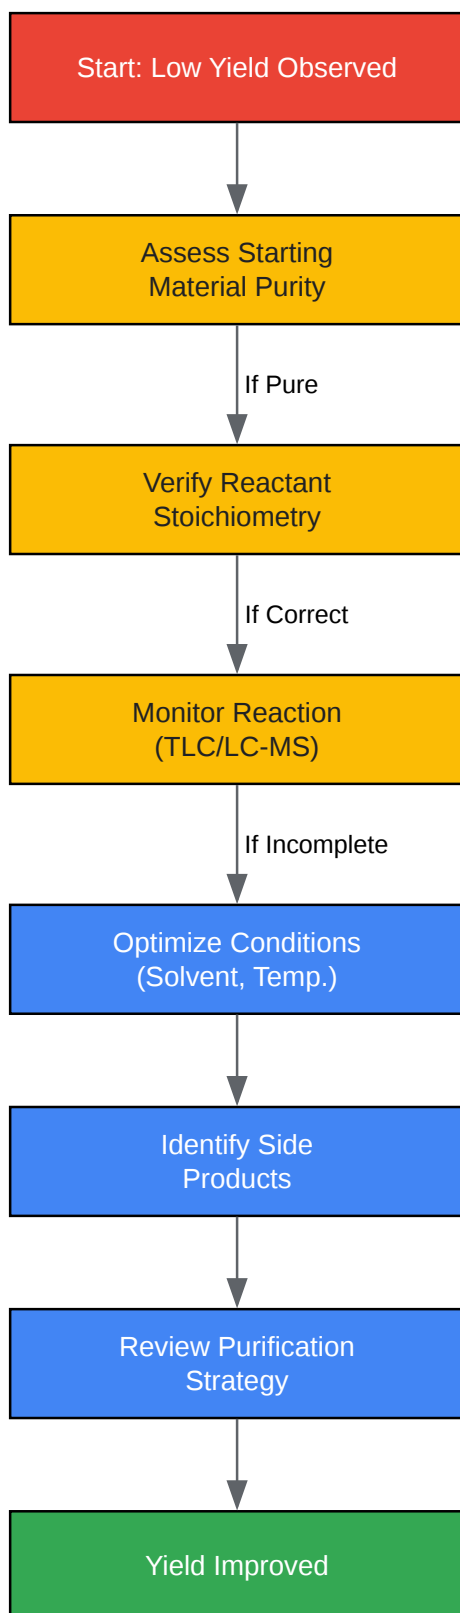 Start: Low Yield Observed
Assess Starting
Material Purity
If Pure
Verify Reactant
Stoichiometry
If Correct
Monitor Reaction
(TLC/LC-MS)
If Incomplete
Optimize Conditions
(Solvent, Temp.)
Identify Side
Products
Review Purification
Strategy
Yield Improved